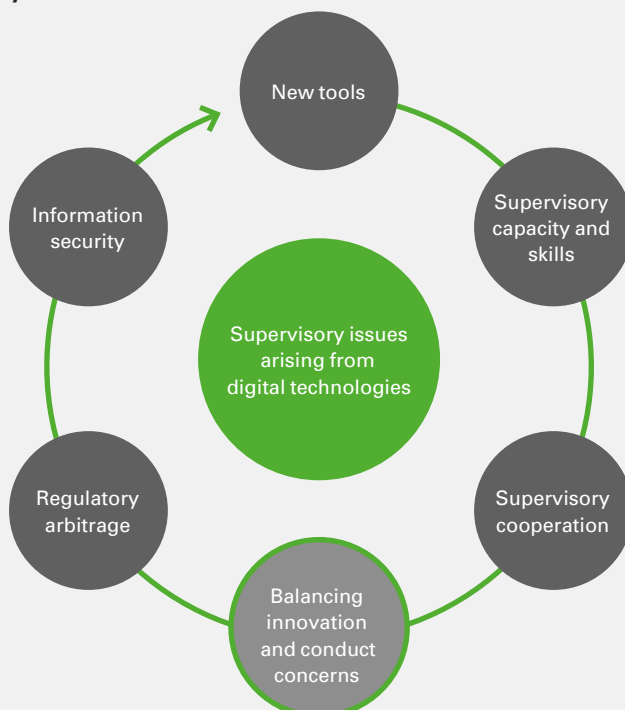 New tools
Supervisory
capacity and
skills
Supervisory
cooperation
Balancing
innovation
and conduct
concerns
Regulatory
arbitrage
Information
security
Supervisory issues
arising from
digital technologies